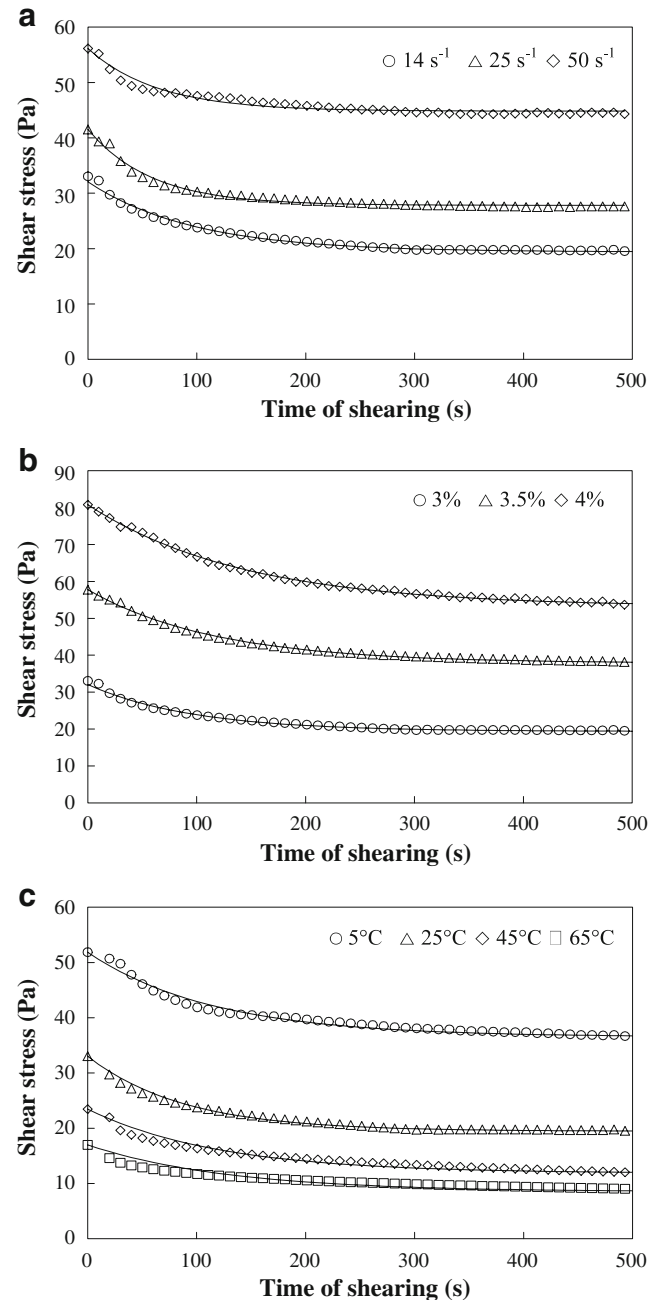 a
60
50
40
30
20
10
0
Shear stress (Pa)
14 s⁻¹ 25 s⁻¹ 50 s⁻¹
0 100 200 300 400 500
Time of shearing (s)
b
90
80
70
60
50
40
30
20
10
0
Shear stress (Pa)
3% 3.5% 4%
0 100 200 300 400 500
Time of shearing (s)
c
60
50
40
30
20
10
0
Shear stress (Pa)
5°C 25°C 45°C 65°C
0 100 200 300 400 500
Time of shearing (s)